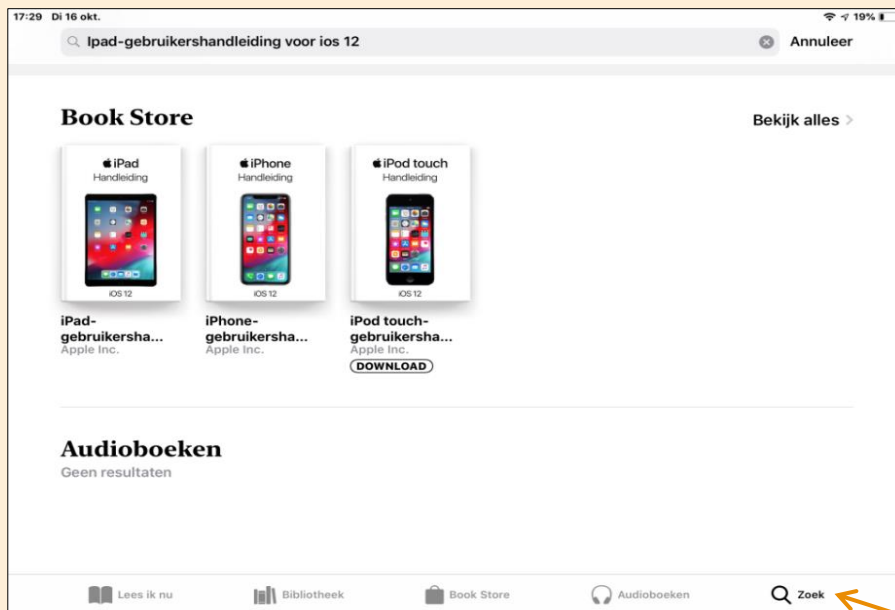 17:29 Di 16 okt. 19%
Ipad-gebruikershandleiding voor ios 12 Annuleer
Book Store Bekijk alles
iPad iPhone iPod touch
Handleiding Handleiding Handleiding
iOS 12 iOS 12 iOS 12
iPad- iPhone- iPod touch-
gebruikersha... gebruikersha... gebruikersha...
Apple Inc. Apple Inc. Apple Inc.
DOWNLOAD
Audioboeken
Geen resultaten
Lees ik nu Bibliotheek Book Store Audioboeken Zoek